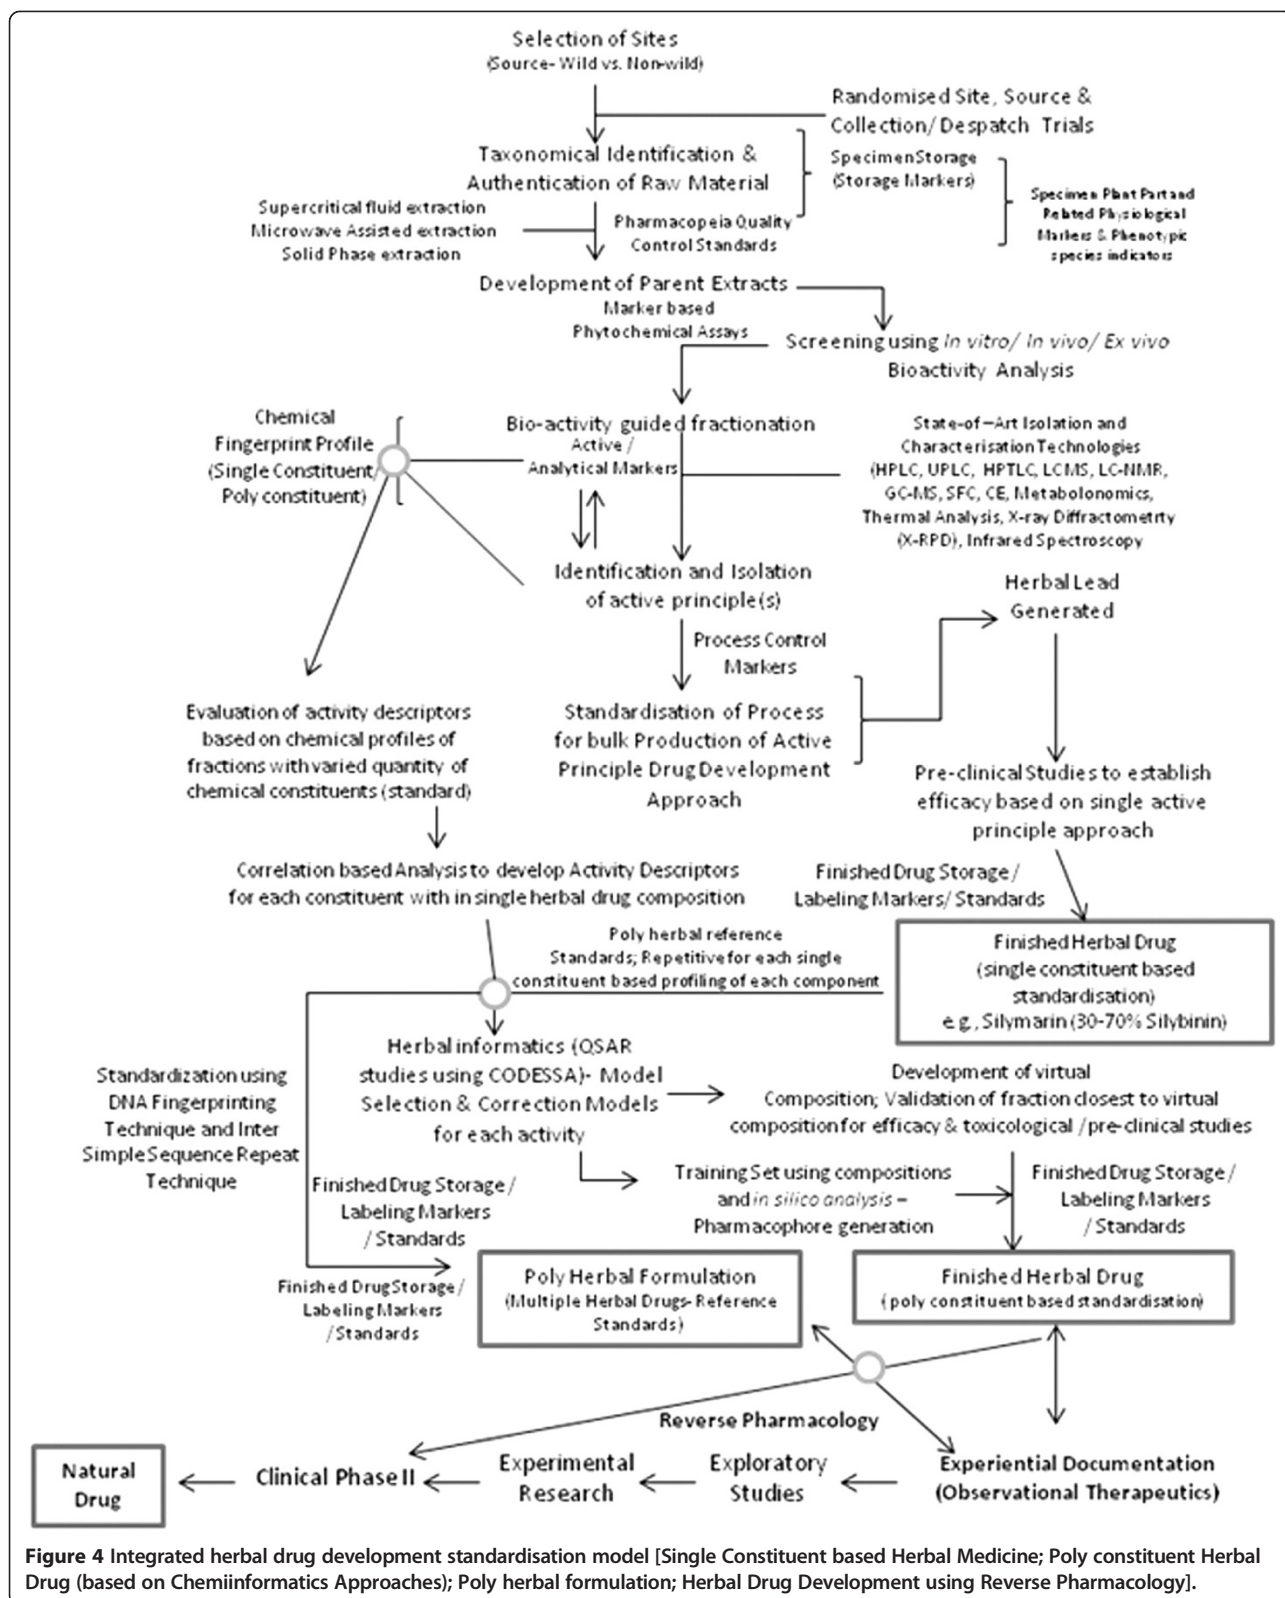 Selection of Sites
(Source- Wild vs. Non-wild)
Randomised Site, Source &
Collection/ Despatch Trials
Taxonomical Identification &
Authentication of Raw Material
Specimen Storage
(Storage Markers)
Specimen Plant Part and
Related Physiological
Markers & Phenotypic
species indicators
Supercritical fluid extraction
Microwave Assisted extraction
Solid Phase extraction
Pharmacopeia Quality
Control Standards
Development of Parent Extracts
Marker based
Phytochemical Assays
Screening using In vitro/ In vivo/ Ex vivo
Bioactivity Analysis
Chemical
Fingerprint Profile
(Single Constituent/
Poly constituent)
Bio-activity guided fractionation
Active /
Analytical Markers
State-of–Art Isolation and
Characterisation Technologies
(HPLC, UPLC, HPTLC, LCMS, LC-NMR,
GC-MS, SFC, CE, Metabolonomics,
Thermal Analysis, X-ray Diffractometrty
(X-RPD), Infrared Spectroscopy
Identification and Isolation
of active principle(s)
Herbal Lead
Generated
Process Control
Markers
Evaluation of activity descriptors
based on chemical profiles of
fractions with varied quantity of
chemical constituents (standard)
Standardisation of Process
for bulk Production of Active
Principle Drug Development
Approach
Pre-clinical Studies to establish
efficacy based on single active
principle approach
Correlation based Analysis to develop Activity Descriptors
for each constituent with in single herbal drug composition
Finished Drug Storage /
Labeling Markers/ Standards
Poly herbal reference
Standards; Repetitive for each single
constituent based profiling of each component
Finished Herbal Drug
(single constituent based
standardisation)
e.g., Silymarin (30-70% Silybinin)
Standardization using
DNA Fingerprinting
Technique and Inter
Simple Sequence Repeat
Technique
Herbal informatics (QSAR
studies using CODESSA)- Model
Selection & Correction Models
for each activity
Development of virtual
Composition; Validation of fraction closest to virtual
composition for efficacy & toxicological / pre-clinical studies
Finished Drug Storage /
Labeling Markers
/ Standards
Training Set using compositions
and in silico analysis –
Pharmacophore generation
Finished Drug Storage /
Labeling Markers
/ Standards
Finished Drug Storage /
Labeling Markers
/ Standards
Poly Herbal Formulation
(Multiple Herbal Drugs- Reference
Standards)
Finished Herbal Drug
( poly constituent based standardisation)
Reverse Pharmacology
Natural
Drug
Clinical Phase II
Experimental
Research
Exploratory
Studies
Experiential Documentation
(Observational Therapeutics)
Figure 4 Integrated herbal drug development standardisation model [Single Constituent based Herbal Medicine; Poly constituent Herbal
Drug (based on Chemiinformatics Approaches); Poly herbal formulation; Herbal Drug Development using Reverse Pharmacology].